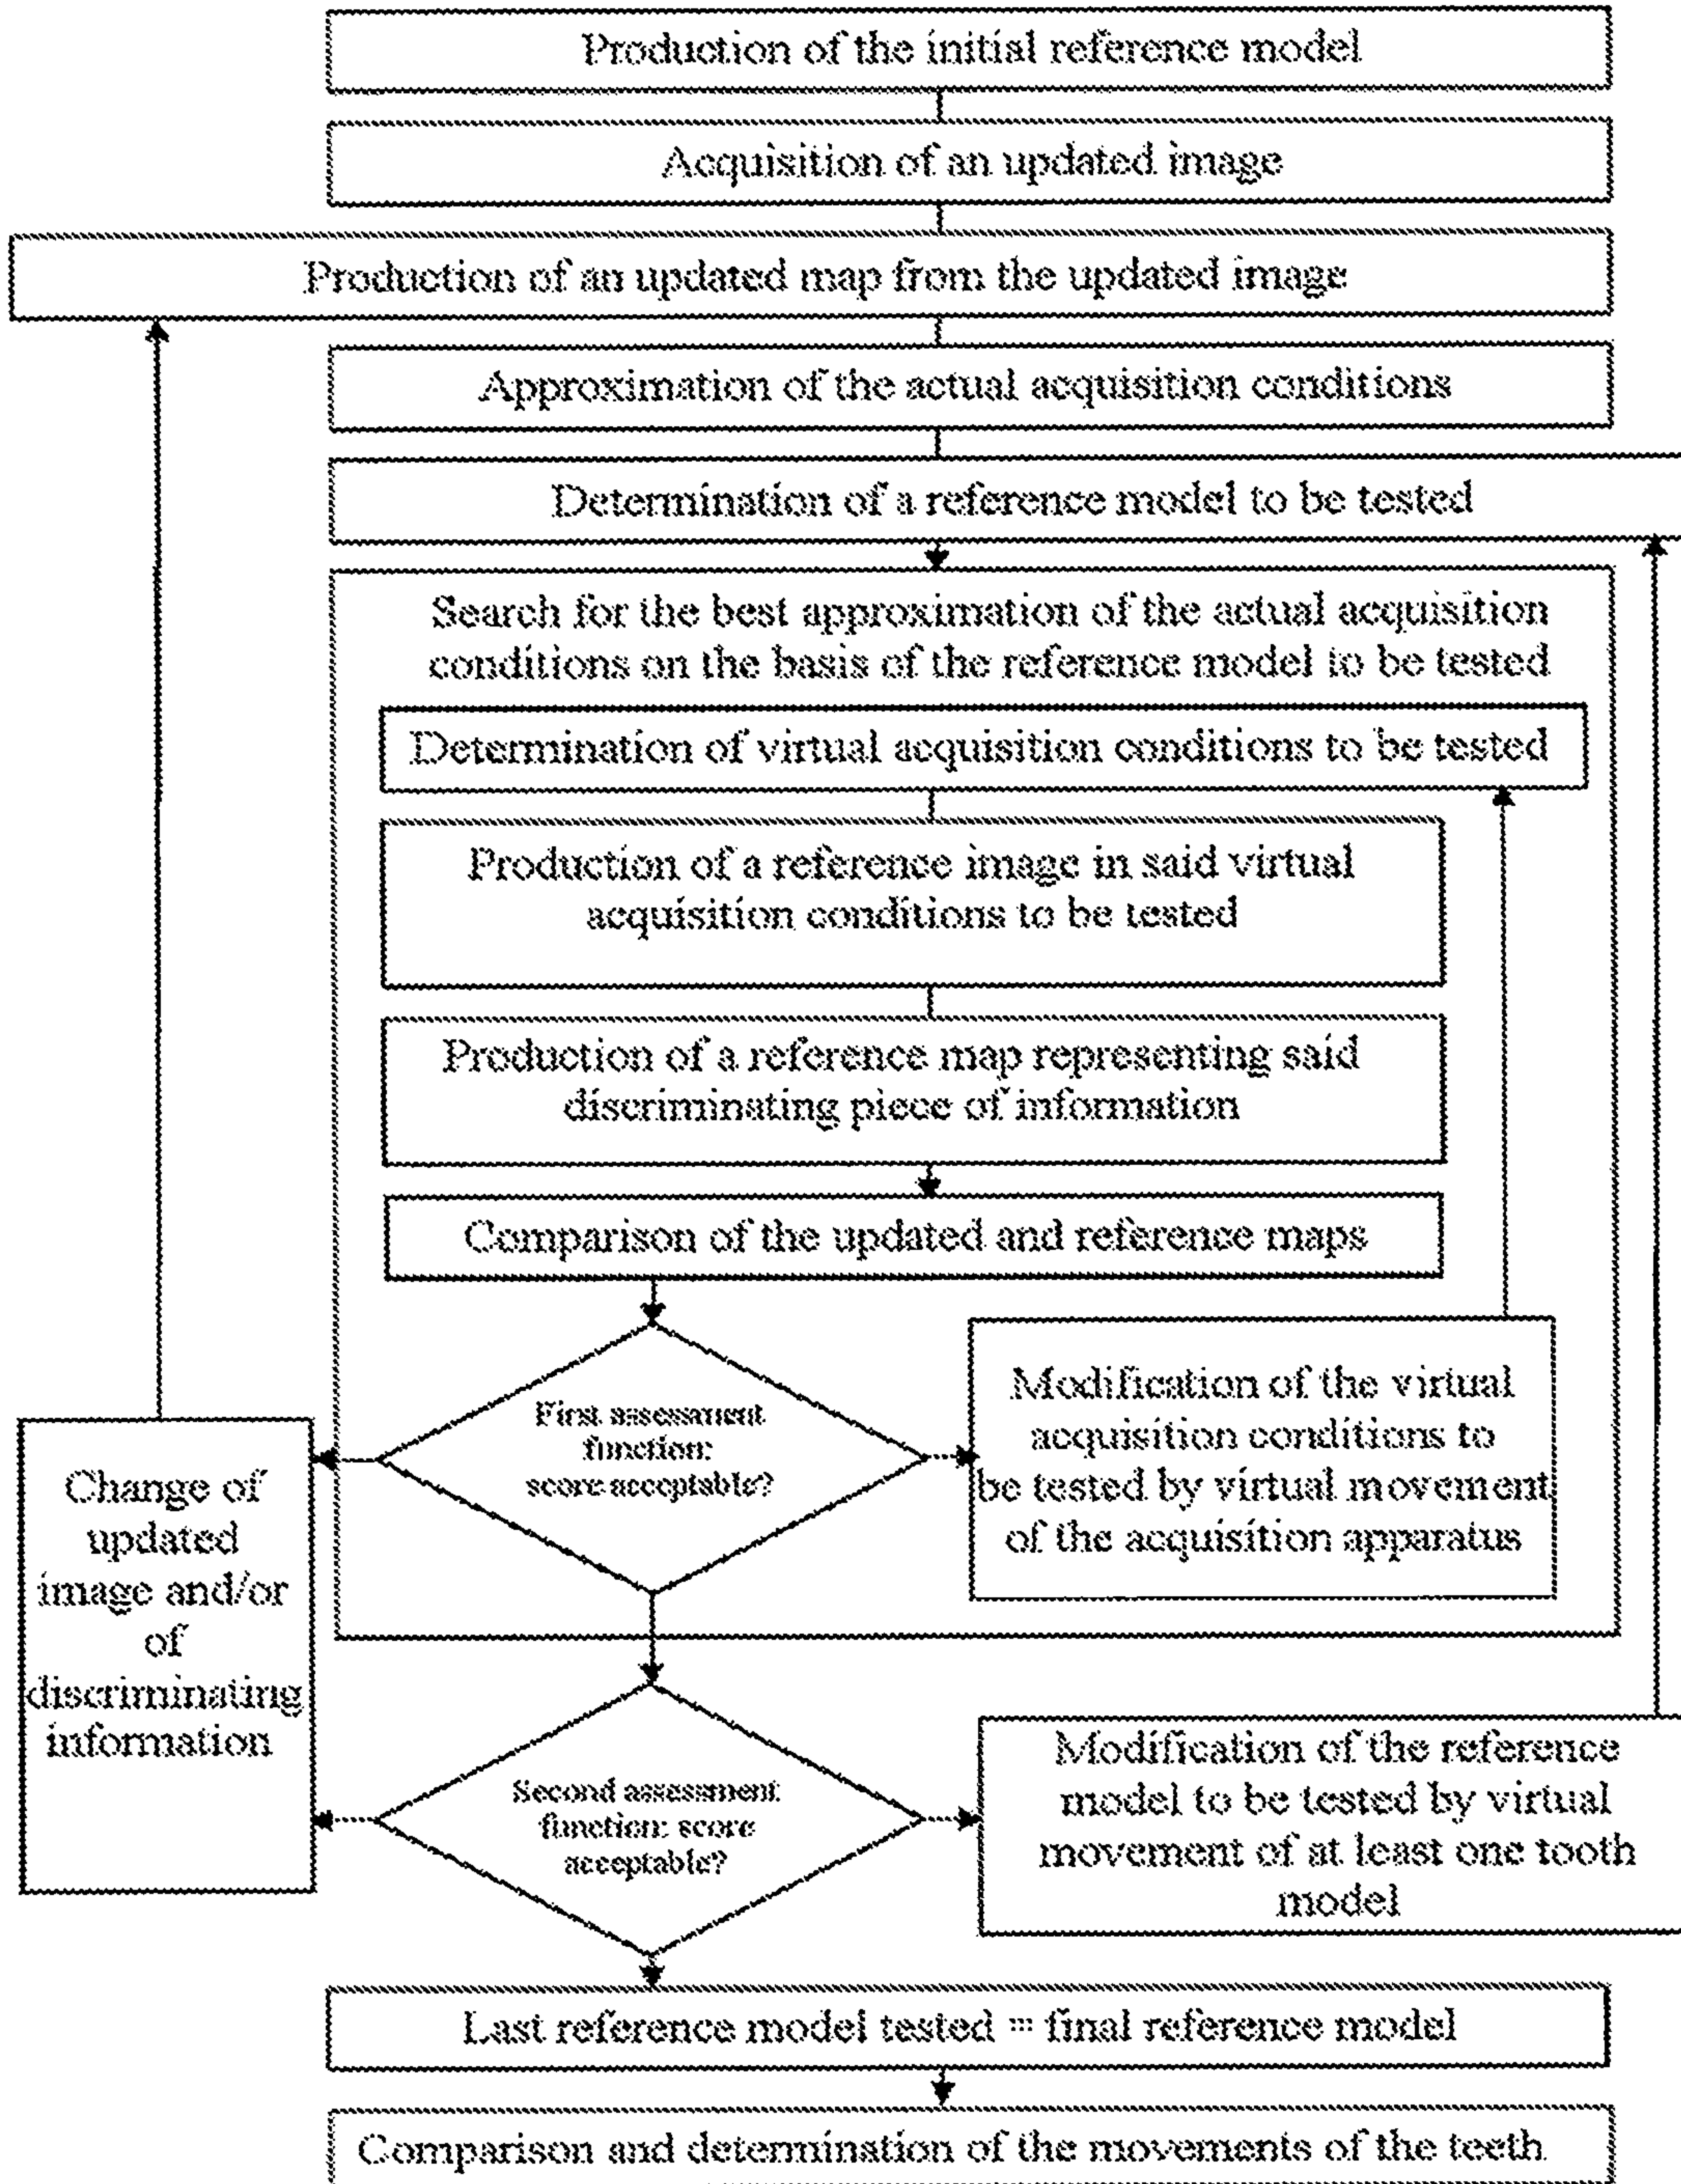 Production of the initial reference model
Acquisition of an updated image
Production of an updated map from the updated image
Approximation of the actual acquisition conditions
Determination of a reference model to be tested
Search for the best approximation of the actual acquisition
conditions on the basis of the reference model to be tested
Determination of virtual acquisition conditions to be tested
Production of a reference image in said virtual
acquisition conditions to be tested
Production of a reference map representing said
discriminating piece of information
Comparison of the updated and reference maps
First assessment
function:
score acceptable?
Modification of the virtual
acquisition conditions to
be tested by virtual movement
of the acquisition apparatus
Change of
updated
image and/or
of
discriminating
information
Second assessment
function: score
acceptable?
Modification of the reference
model to be tested by virtual
movement of at least one tooth
model
Last reference model tested = final reference model
Comparison and determination of the movements of the teeth